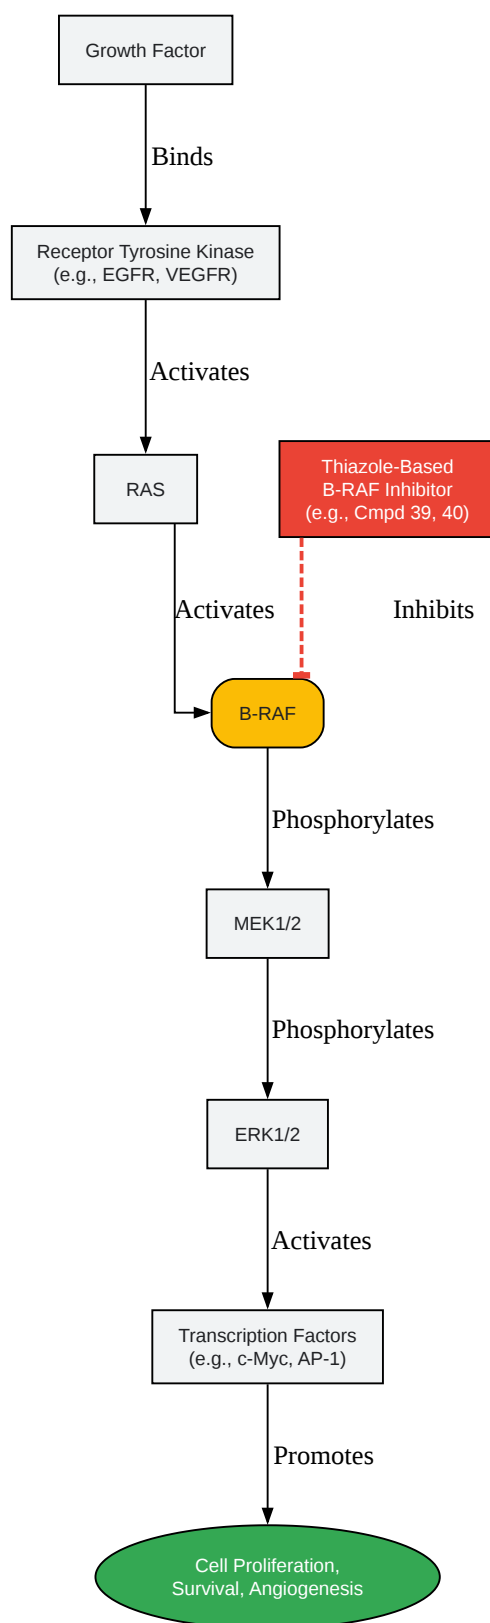 Growth Factor
Binds
Receptor Tyrosine Kinase
(e.g., EGFR, VEGFR)
Activates
RAS
Thiazole-Based
B-RAF Inhibitor
(e.g., Cmpd 39, 40)
Activates
Inhibits
B-RAF
Phosphorylates
MEK1/2
Phosphorylates
ERK1/2
Activates
Transcription Factors
(e.g., c-Myc, AP-1)
Promotes
Cell Proliferation,
Survival, Angiogenesis